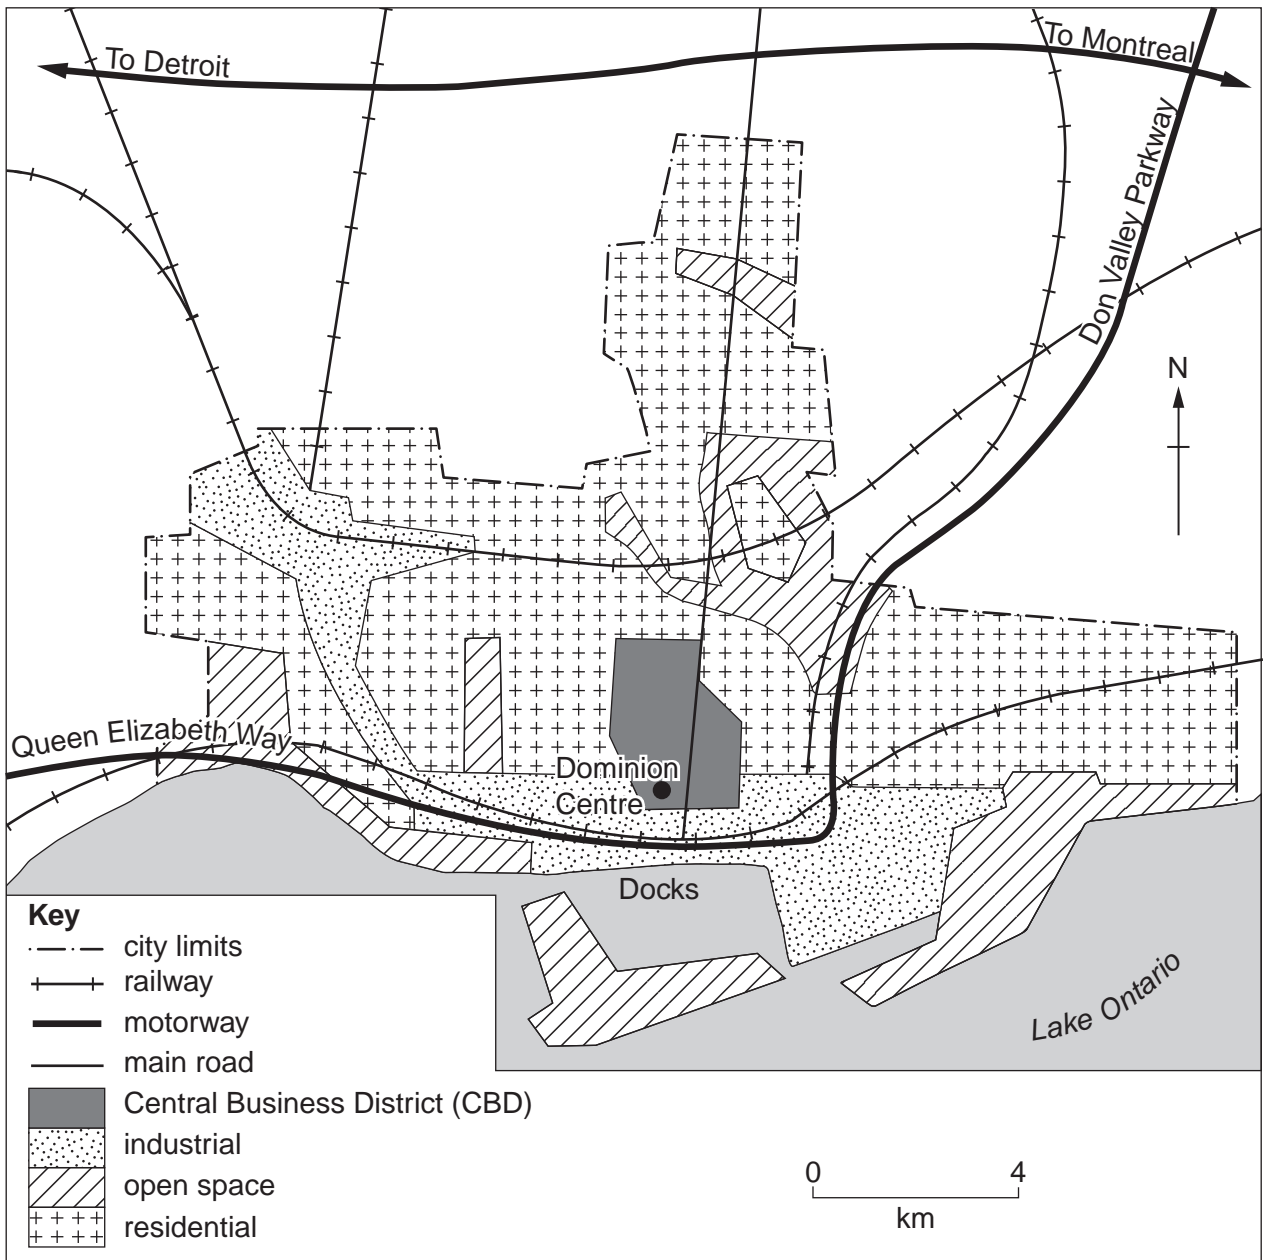 To Detroit
To Montreal
Don Valley Parkway
N
Queen Elizabeth Way
Dominion
Centre
Docks
Lake Ontario
Key
city limits
railway
motorway
main road
Central Business District (CBD)
industrial
open space
residential
0 4
km